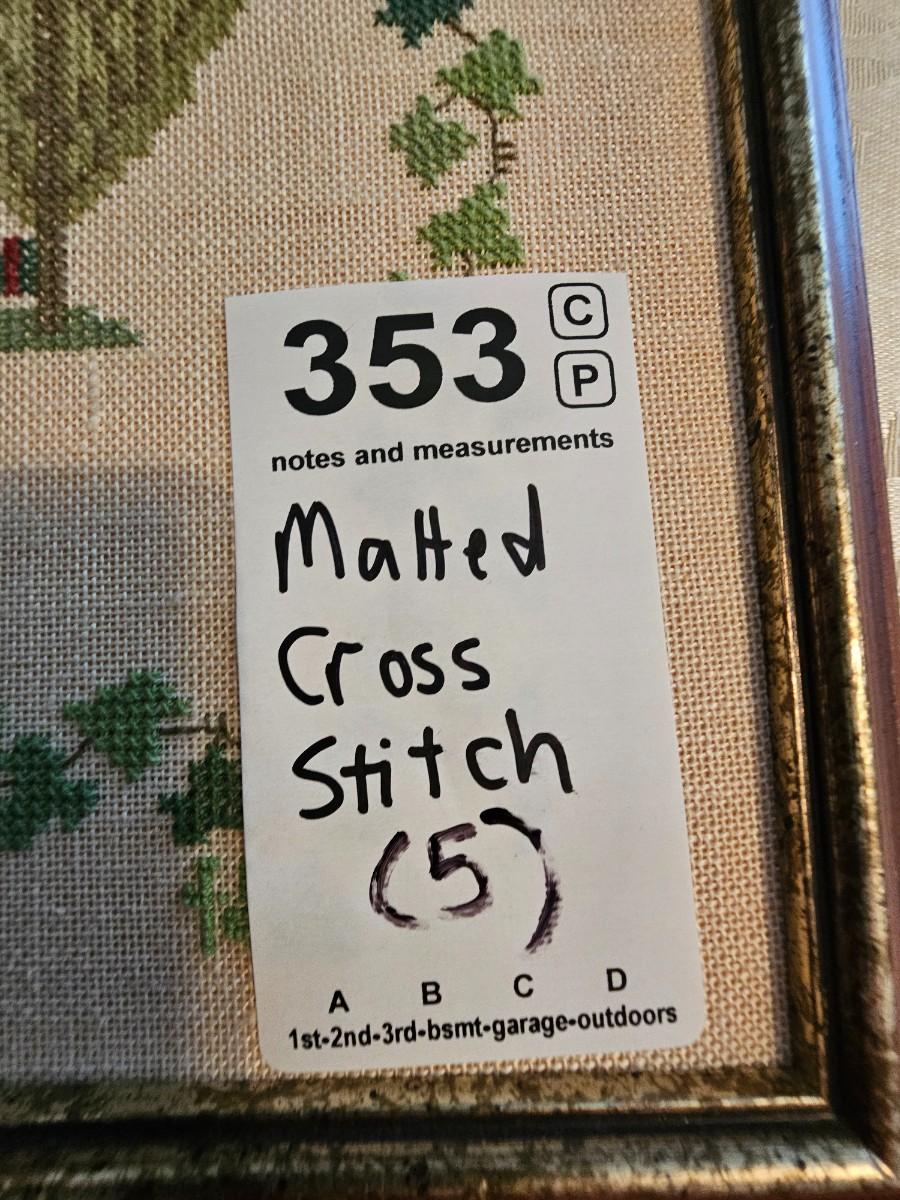 353 C
P
notes and measurements
Matted
Cross
Stitch
(5)
A B C D
1st-2nd-3rd-bsmt-garage-outdoors